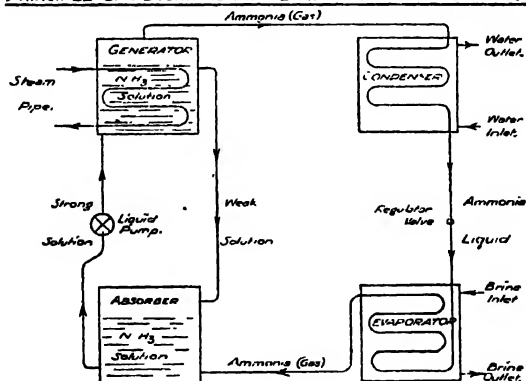 Ammonia (Gas)
GENERATOR
NH3
Solution
Steam
Pipe.
CONDENSER
Water
Outlet.
Water
Inlet.
Strong
Solution
Liquid
Pump.
Weak
Solution
Regulator
Valve
Ammonia
Liquid
ABSORBER
NH3
Solution
Ammonia (Gas)
EVAPORATOR
Brine
Inlet
Brine
Outlet.